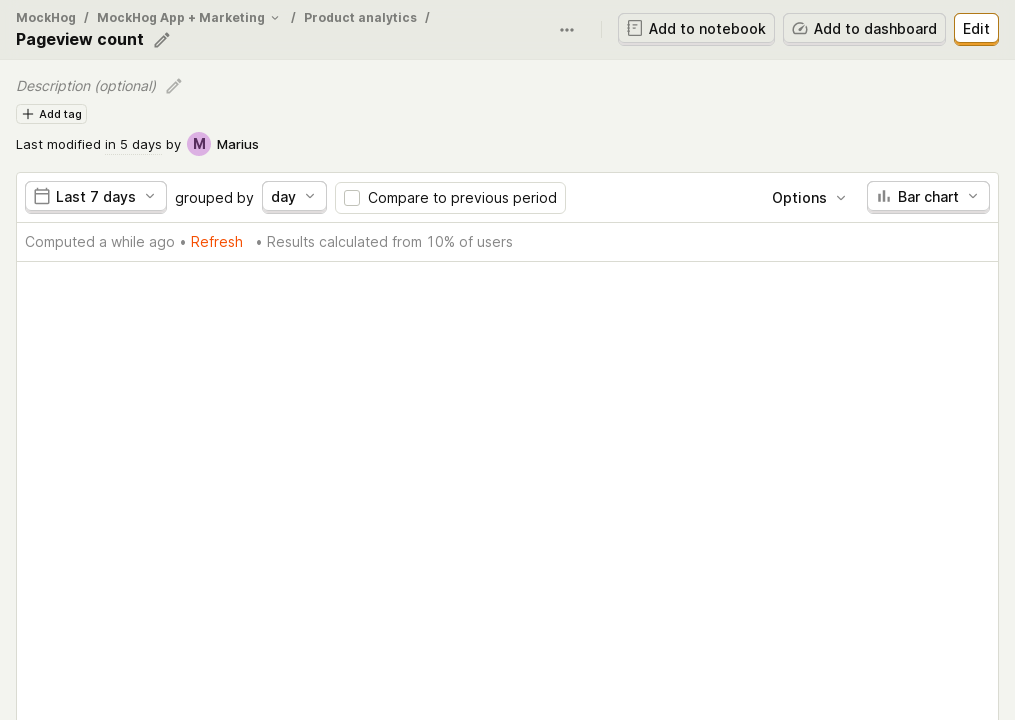 MockHog / MockHog App + Marketing / Product analytics /
Pageview count
Add to notebook
Add to dashboard
Edit
Description (optional)
Add tag
Last modified in 5 days by M Marius
Last 7 days grouped by day Compare to previous period Options Bar chart
Computed a while ago • Refresh • Results calculated from 10% of users